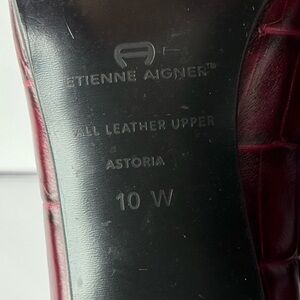 ETIENNE AIGNER™
ALL LEATHER UPPER
ASTORIA
10 W